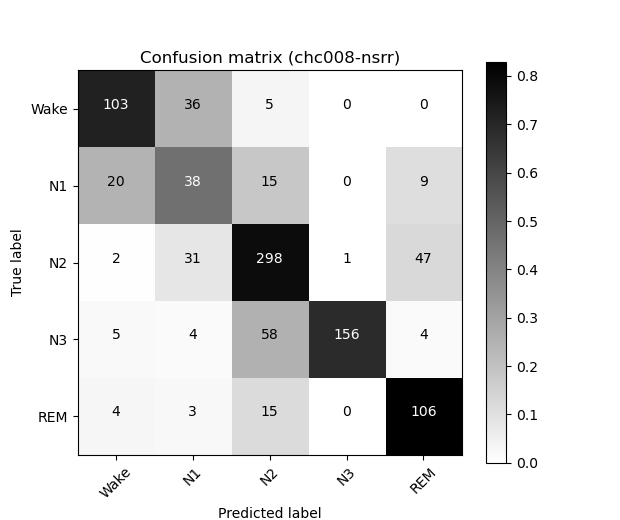 Confusion matrix (chc008-nsrr)
Wake 103 36 5 0 0
N1 20 38 15 0 9
N2 2 31 298 1 47
N3 5 4 58 156 4
REM 4 3 15 0 106
Wake N1 N2 N3 REM
Predicted label
True label
0.8
0.7
0.6
0.5
0.4
0.3
0.2
0.1
0.0